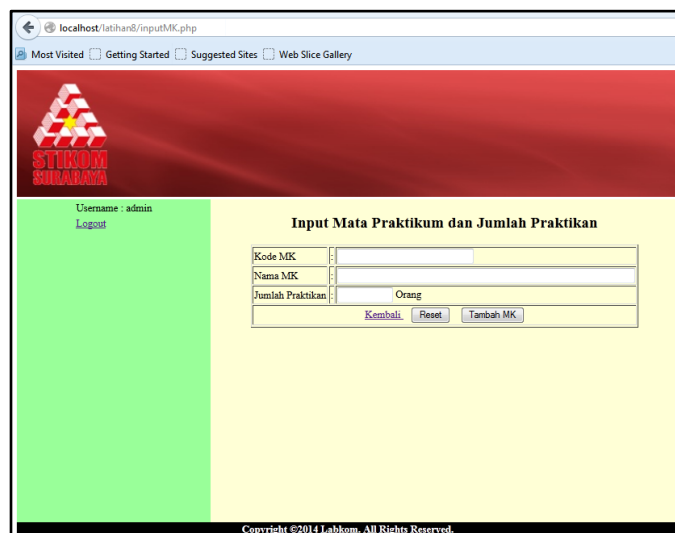 localhost/latihan8/inputMK.php
Most Visited Getting Started Suggested Sites Web Slice Gallery
STIKOM
SURABAYA
Username : admin
Logout
Input Mata Praktikum dan Jumlah Praktikan
Kode MK :
Nama MK :
Jumlah Praktikan : Orang
Kembali Reset Tambah MK
Copyright ©2014 Labkom. All Rights Reserved.